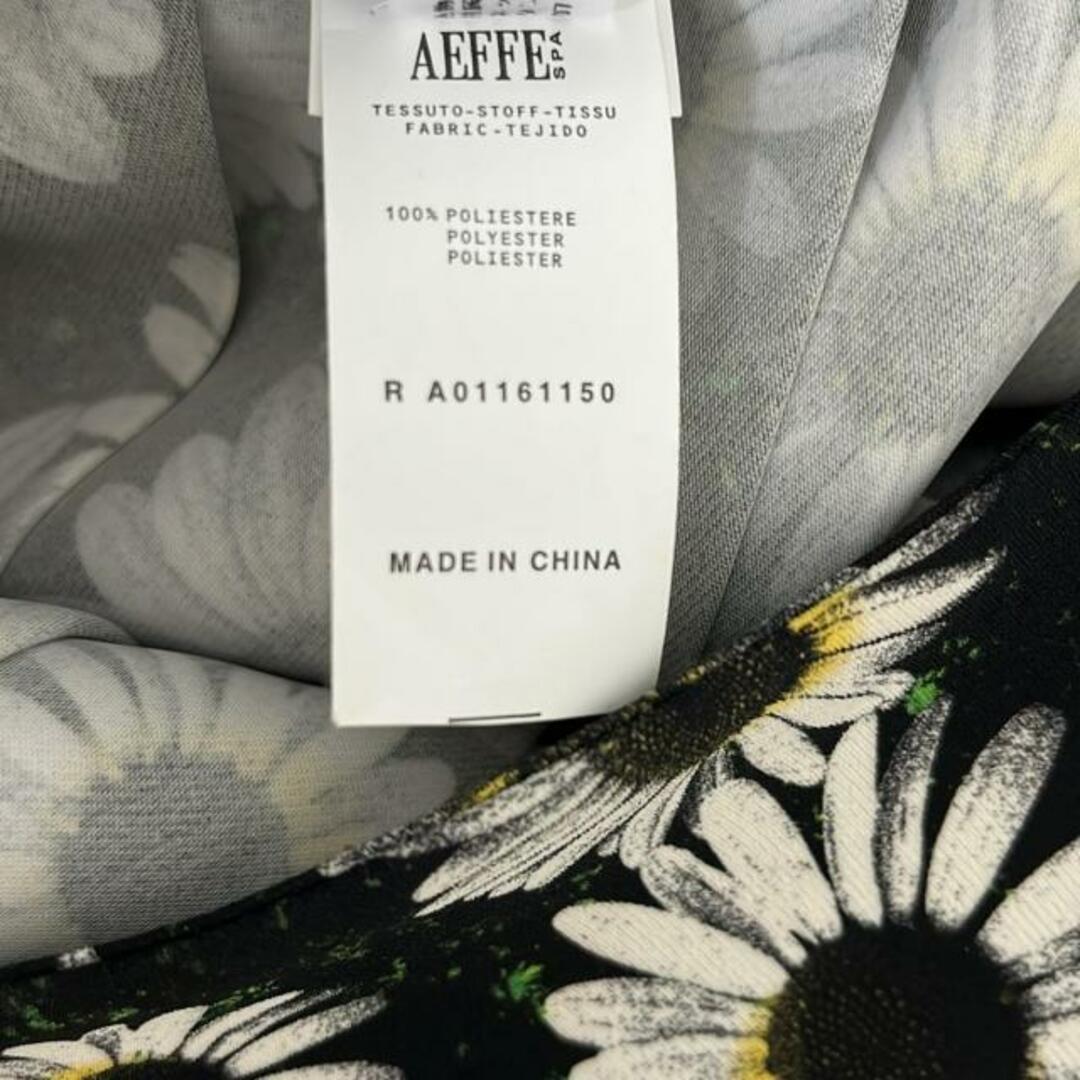 AEFFE SPA
TESSUTO-STOFF-TISSU
FABRIC-TEJIDO
100% POLIESTERE
POLYESTER
POLIESTER
R A01161150
MADE IN CHINA